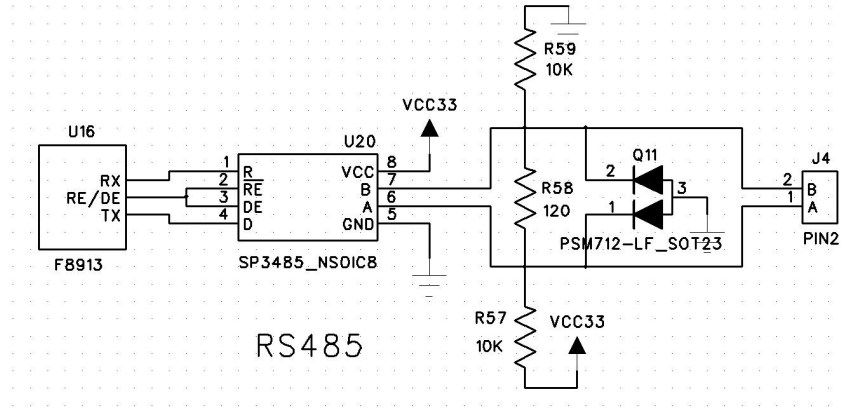 R59
10K
VCC33
U16
U20
Q11
J4
RX
RE/DE
TX
1
2
3
4
R
RE
DE
D
VCC
B
A
GND
8
7
6
5
R58
120
2
1
3
2
1
B
A
F8913
SP3485_NSOIC8
PSM712-LF_SOT23
PIN2
RS485
R57
10K
VCC33